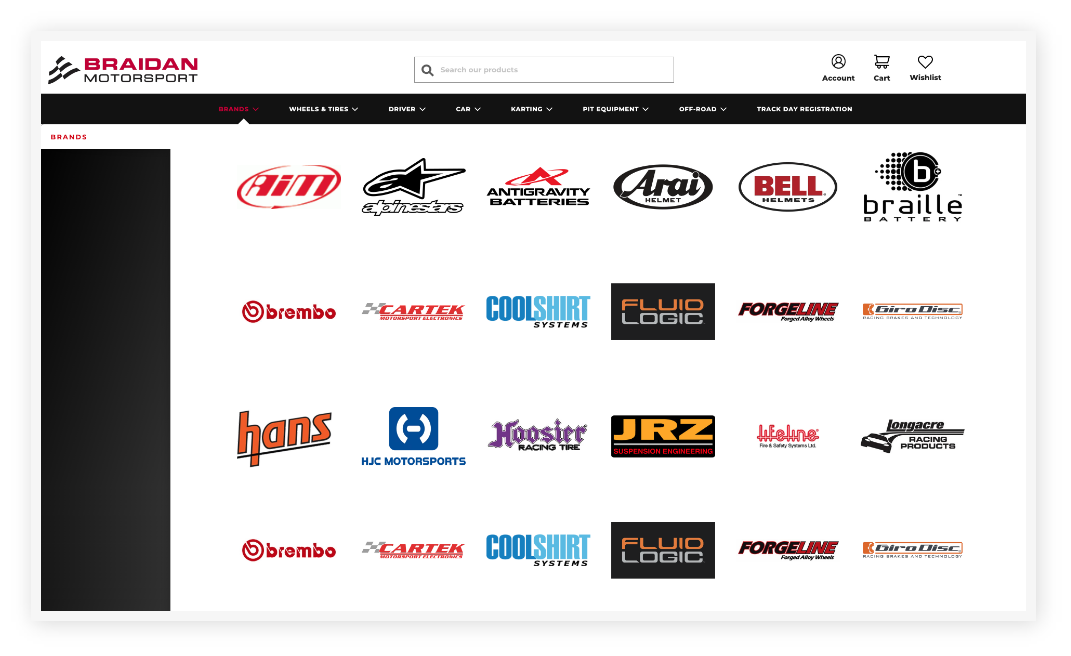 BRAIDAN
MOTORSPORT
Search our products
Account
Cart
Wishlist
BRANDS
WHEELS & TIRES
DRIVER
CAR
KARTING
PIT EQUIPMENT
OFF-ROAD
TRACK DAY REGISTRATION
BRANDS
AiM
alpinestars
ANTIGRAVITY
BATTERIES
Arai
HELMET
BELL
HELMETS
b
braille™
BATTERY
brembo
CARTEK
MOTORSPORT ELECTRONICS
COOLSHIRT
SYSTEMS
FLUID
LOGIC
FORGELINE
Forged Alloy Wheels
GiroDisc
RACING BRAKES AND TECHNOLOGY
hans
HJC MOTORSPORTS
Hoosier
RACING TIRE
JRZ
SUSPENSION ENGINEERING
lifeline
Fire & Safety Systems Ltd.
Longacre
RACING
PRODUCTS
brembo
CARTEK
MOTORSPORT ELECTRONICS
COOLSHIRT
SYSTEMS
FLUID
LOGIC
FORGELINE
Forged Alloy Wheels
GiroDisc
RACING BRAKES AND TECHNOLOGY